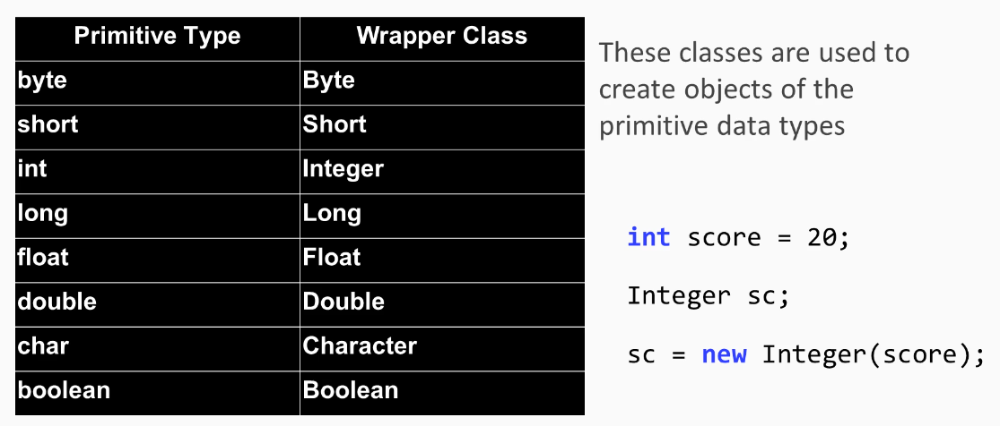 Primitive Type Wrapper Class
byte Byte
short Short
int Integer
long Long
float Float
double Double
char Character
boolean Boolean
These classes are used to
create objects of the
primitive data types
int score = 20;
Integer sc;
sc = new Integer(score);